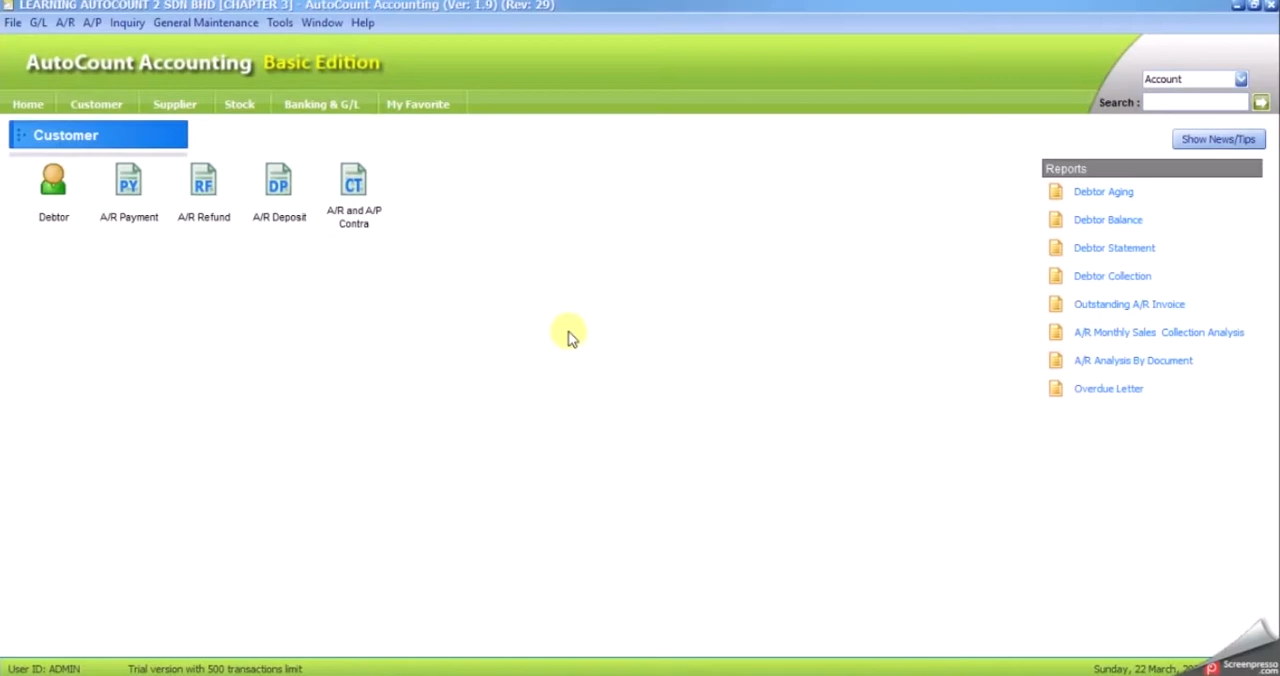 LEARNING AUTOCOUNT 2 SDN BHD [CHAPTER 3] - AutoCount Accounting (Ver: 1.9) (Rev: 29)
File G/L A/R A/P Inquiry General Maintenance Tools Window Help
AutoCount Accounting Basic Edition
Account
Search :
Home Customer Supplier Stock Banking & G/L My Favorite
Customer
Show News/Tips
PY RF DP CT
Debtor A/R Payment A/R Refund A/R Deposit A/R and A/P
Contra
Reports
Debtor Aging
Debtor Balance
Debtor Statement
Debtor Collection
Outstanding A/R Invoice
A/R Monthly Sales Collection Analysis
A/R Analysis By Document
Overdue Letter
User ID: ADMIN Trial version with 500 transactions limit Sunday, 22 March,
Screenpresso
.com